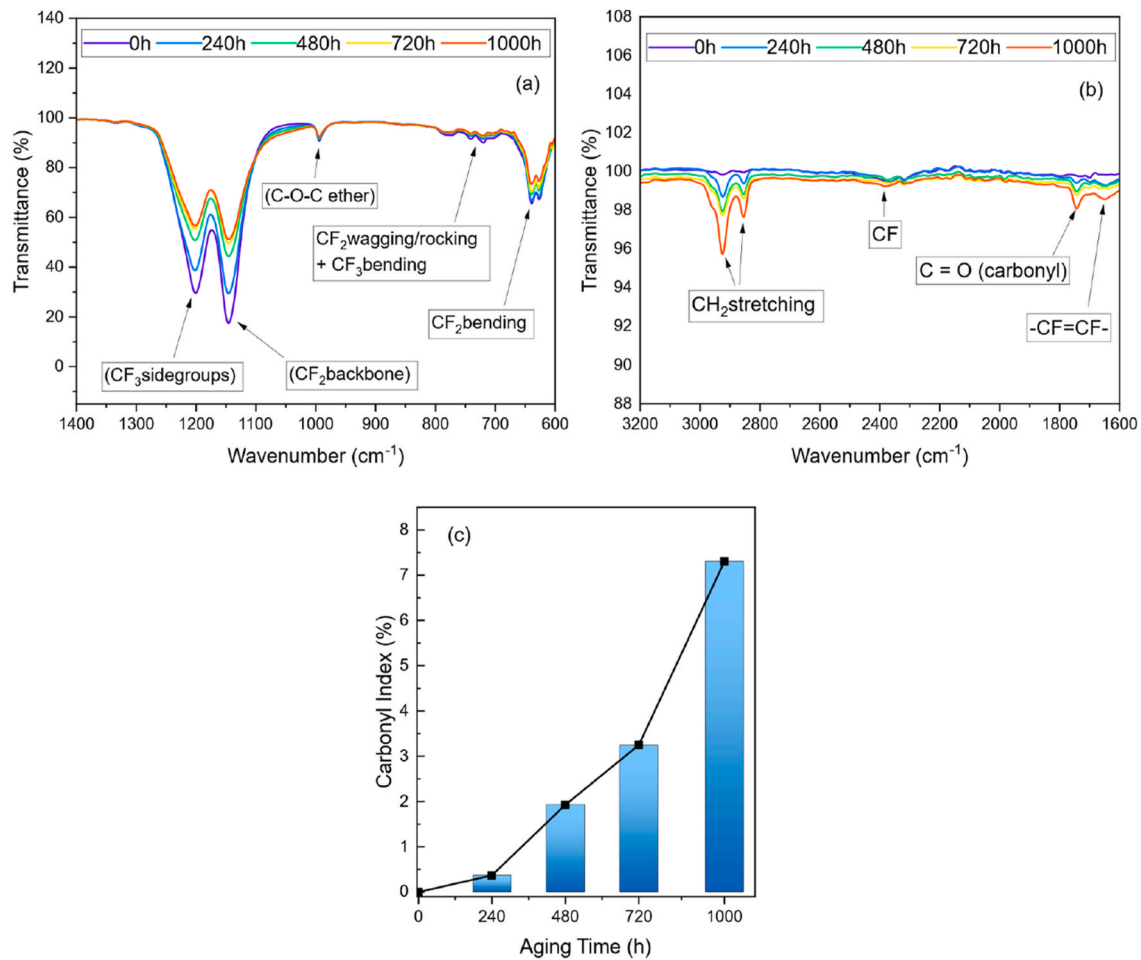 0h 240h 480h 720h 1000h
(a)
140
120
100
80
60
40
20
0
Transmittance (%)
(C-O-C ether)
CF₂wagging/rocking
+ CF₃bending
CF₂bending
(CF₃sidegroups)
(CF₂backbone)
1400 1300 1200 1100 1000 900 800 700 600
Wavenumber (cm⁻¹)
0h 240h 480h 720h 1000h
(b)
108
106
104
102
100
98
96
94
92
90
88
Transmittance (%)
CF
C = O (carbonyl)
CH₂stretching
-CF=CF-
3200 3000 2800 2600 2400 2200 2000 1800 1600
Wavenumber (cm⁻¹)
(c)
8
7
6
5
4
3
2
1
0
Carbonyl Index (%)
0 240 480 720 1000
Aging Time (h)